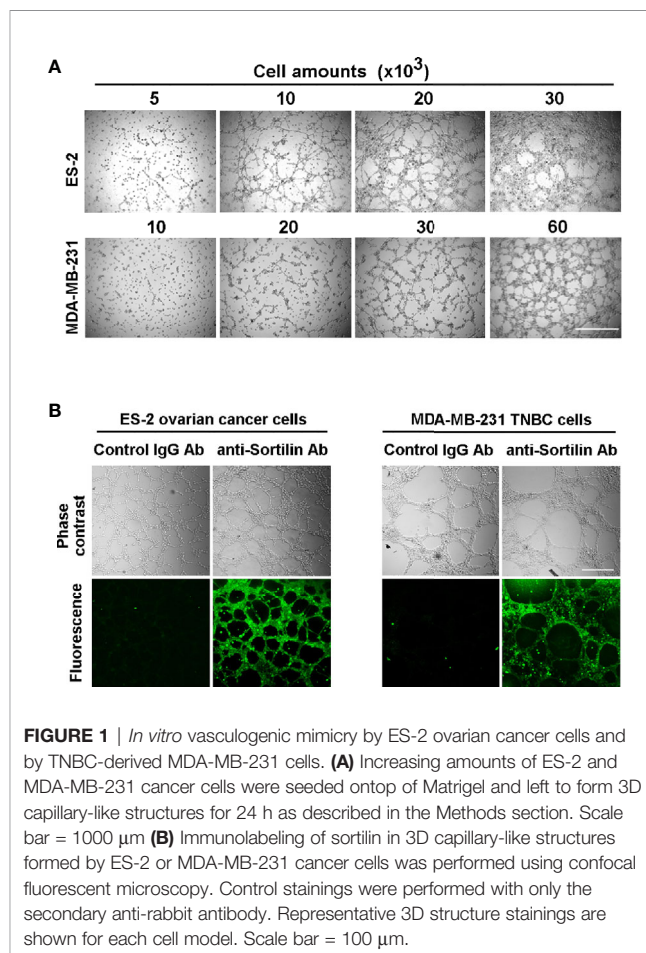 A
Cell amounts (x10³)
5 10 20 30
ES-2
10 20 30 60
MDA-MB-231
B
ES-2 ovarian cancer cells MDA-MB-231 TNBC cells
Control IgG Ab anti-Sortilin Ab Control IgG Ab anti-Sortilin Ab
Phase
contrast
Fluorescence
FIGURE 1 | In vitro vasculogenic mimicry by ES-2 ovarian cancer cells and
by TNBC-derived MDA-MB-231 cells. (A) Increasing amounts of ES-2 and
MDA-MB-231 cancer cells were seeded ontop of Matrigel and left to form 3D
capillary-like structures for 24 h as described in the Methods section. Scale
bar = 1000 μm (B) Immunolabeling of sortilin in 3D capillary-like structures
formed by ES-2 or MDA-MB-231 cancer cells was performed using confocal
fluorescent microscopy. Control stainings were performed with only the
secondary anti-rabbit antibody. Representative 3D structure stainings are
shown for each cell model. Scale bar = 100 μm.